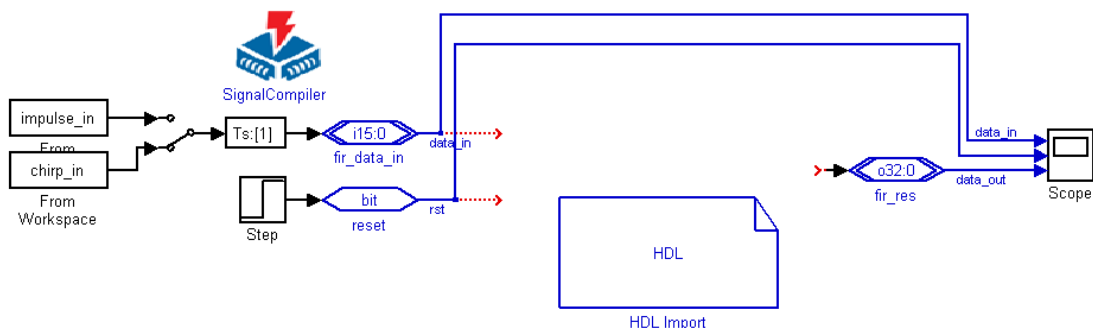 SignalCompiler
impulse_in
From
chirp_in
From
Workspace
Ts:[1]
i15:0
fir_data_in
data_in
Step
bit
reset
rst
HDL
HDL Import
o32:0
fir_res
data_in
data_out
Scope